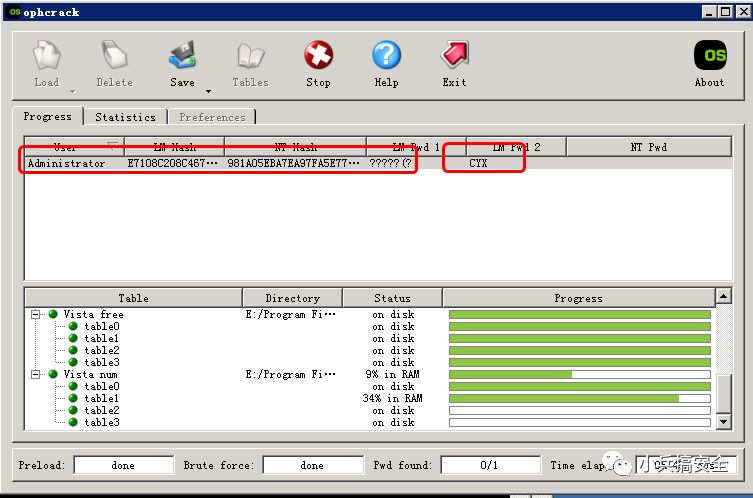 OS ophcrack
OS
Load Delete Save Tables Stop Help Exit About
Progress Statistics Preferences
User LM Hash NT Hash LM Pwd 1 LM Pwd 2 NT Pwd
Administrator E7108C208C467··· 981A05EBA7EA97FA5E77··· ?????(? CYX
Table Directory Status Progress
Vista free E:/Program Fi··· on disk
table0 on disk
table1 on disk
table2 on disk
table3 on disk
Vista num E:/Program Fi··· 9% in RAM
table0 on disk
table1 34% in RAM
table2 on disk
table3 on disk
Preload: done Brute force: done Pwd found: 0/1 Time
小兵搞安全